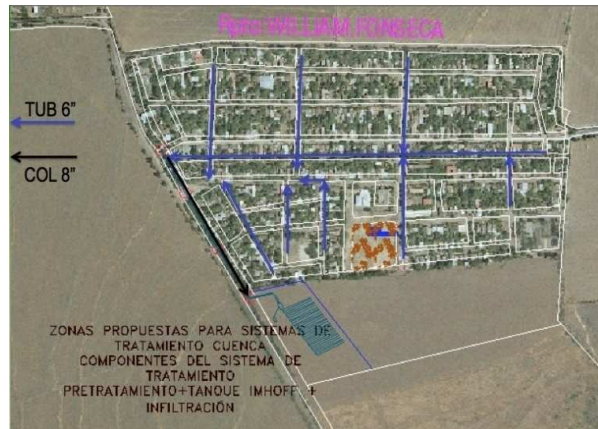 Rpto WILLIAM FONSECA
TUB 6"
COL 8"
ZONAS PROPUESTAS PARA SISTEMAS DE
TRATAMIENTO CUENCA
COMPONENTES DEL SISTEMA DE
TRATAMIENTO
PRETRATAMIENTO+TANQUE IMHOFF +
INFILTRACIÓN